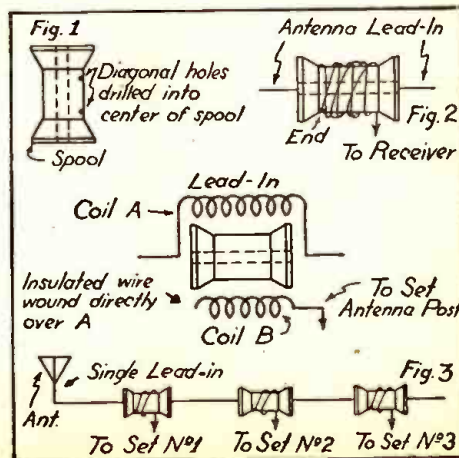 Fig. 1
Diagonal holes
drilled into
center of spool
Spool
Antenna Lead-In
Fig. 2
End
To Receiver
Lead-In
Coil A
Insulated wire
wound directly
over A
To Set
Antenna Post
Coil B
Fig. 3
Single Lead-in
Ant.
To Set Nº1
To Set Nº2
To Set Nº3